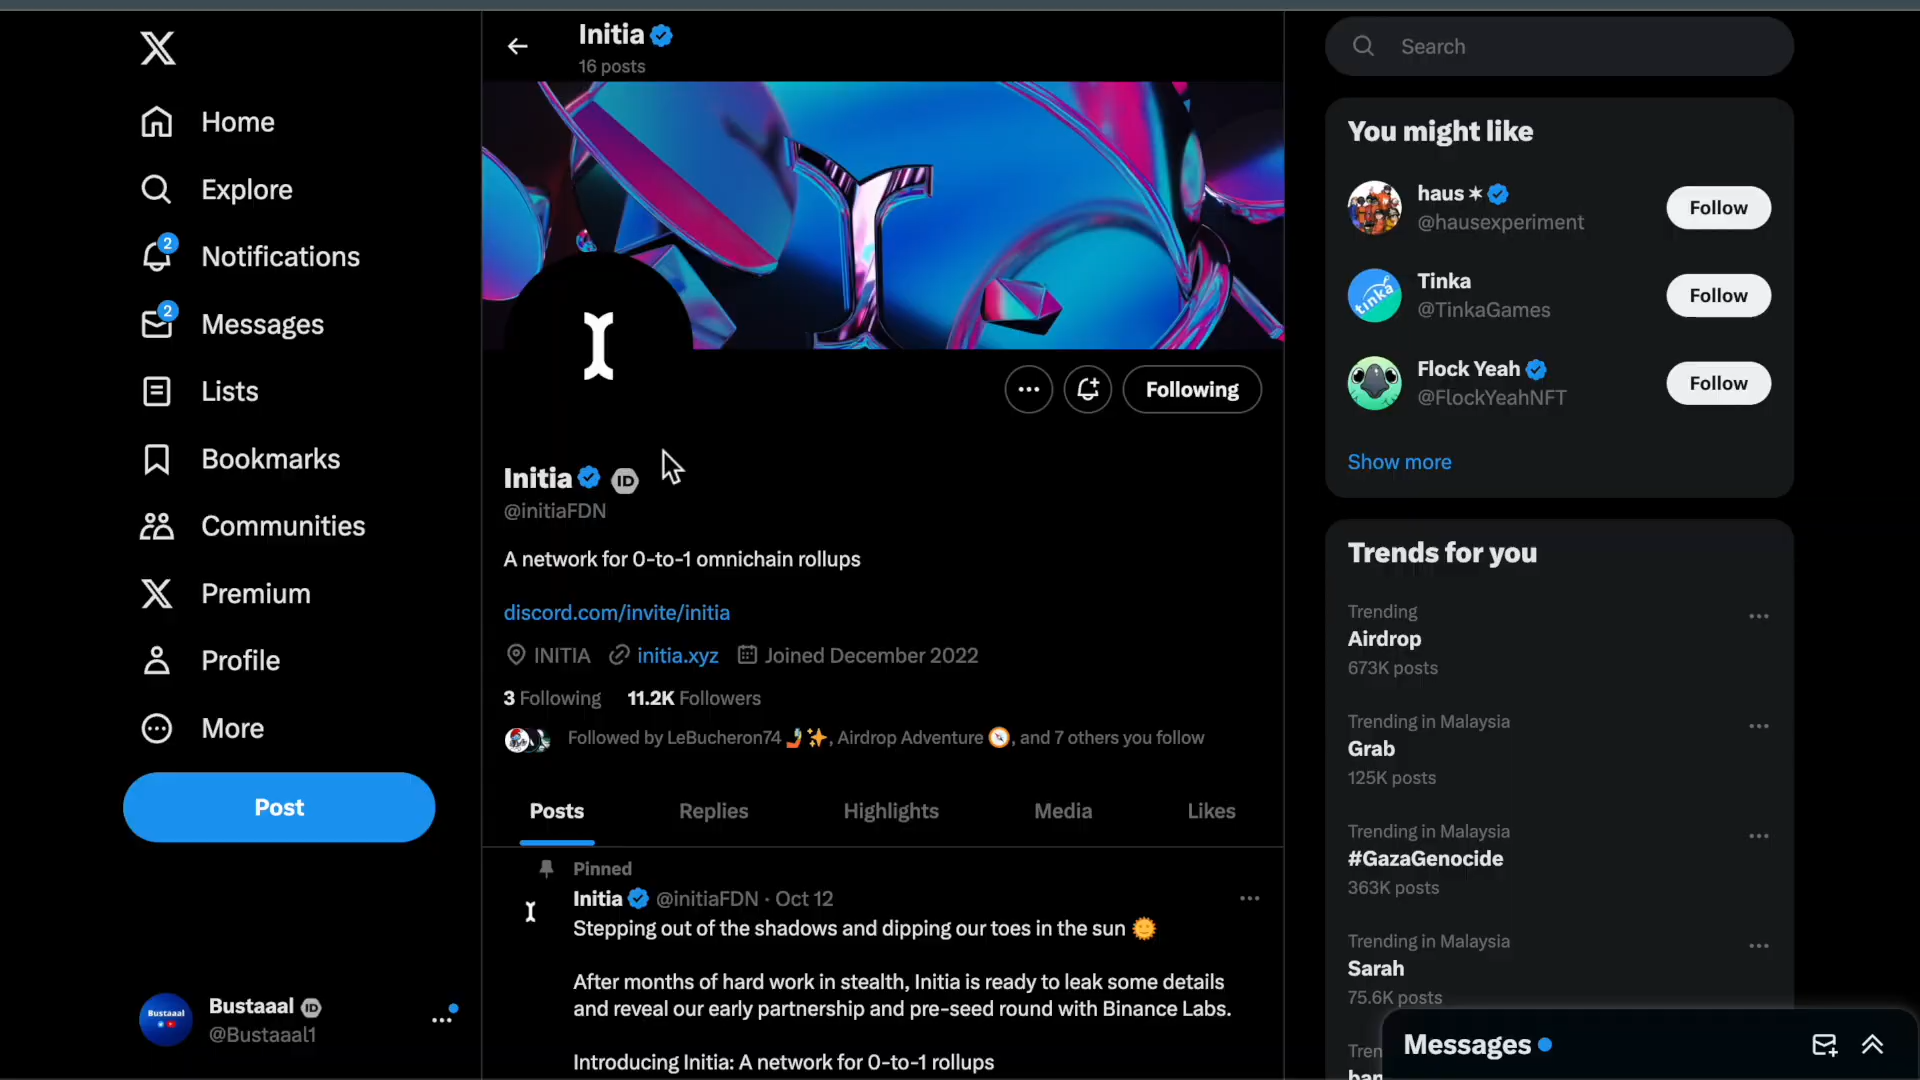 Home
Explore
2
Notifications
2
Messages
Lists
Bookmarks
Communities
Premium
Profile
More
Post
Bustaaal
Bustaaal ID
@Bustaaal1
Initia
16 posts
Following
Initia ID
@initiaFDN
A network for 0-to-1 omnichain rollups
discord.com/invite/initia
INITIA initia.xyz Joined December 2022
3 Following 11.2K Followers
Followed by LeBucheron74 🤳✨, Airdrop Adventure 🧭, and 7 others you follow
Posts Replies Highlights Media Likes
Pinned
Initia @initiaFDN · Oct 12
Stepping out of the shadows and dipping our toes in the sun 🌞
After months of hard work in stealth, Initia is ready to leak some details
and reveal our early partnership and pre-seed round with Binance Labs.
Introducing Initia: A network for 0-to-1 rollups
Search
You might like
haus ✶
@hausexperiment
Follow
tinka
Tinka
@TinkaGames
Follow
Flock Yeah
@FlockYeahNFT
Follow
Show more
Trends for you
Trending
Airdrop
673K posts
Trending in Malaysia
Grab
125K posts
Trending in Malaysia
#GazaGenocide
363K posts
Trending in Malaysia
Sarah
75.6K posts
Messages